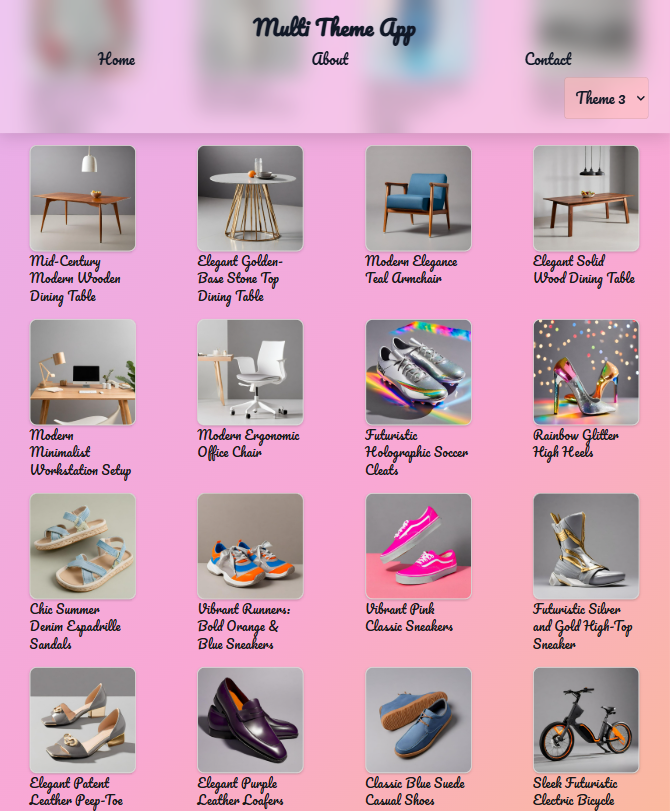 Multi Theme App
Home About Contact
Theme 3
Mid-Century
Modern Wooden
Dining Table
Elegant Golden-
Base Stone Top
Dining Table
Modern Elegance
Teal Armchair
Elegant Solid
Wood Dining Table
Modern
Minimalist
Workstation Setup
Modern Ergonomic
Office Chair
Futuristic
Holographic Soccer
Cleats
Rainbow Glitter
High Heels
Chic Summer
Denim Espadrille
Sandals
Vibrant Runners:
Bold Orange &
Blue Sneakers
Vibrant Pink
Classic Sneakers
Futuristic Silver
and Gold High-Top
Sneaker
Elegant Patent
Leather Peep-Toe
Elegant Purple
Leather Loafers
Classic Blue Suede
Casual Shoes
Sleek Futuristic
Electric Bicycle